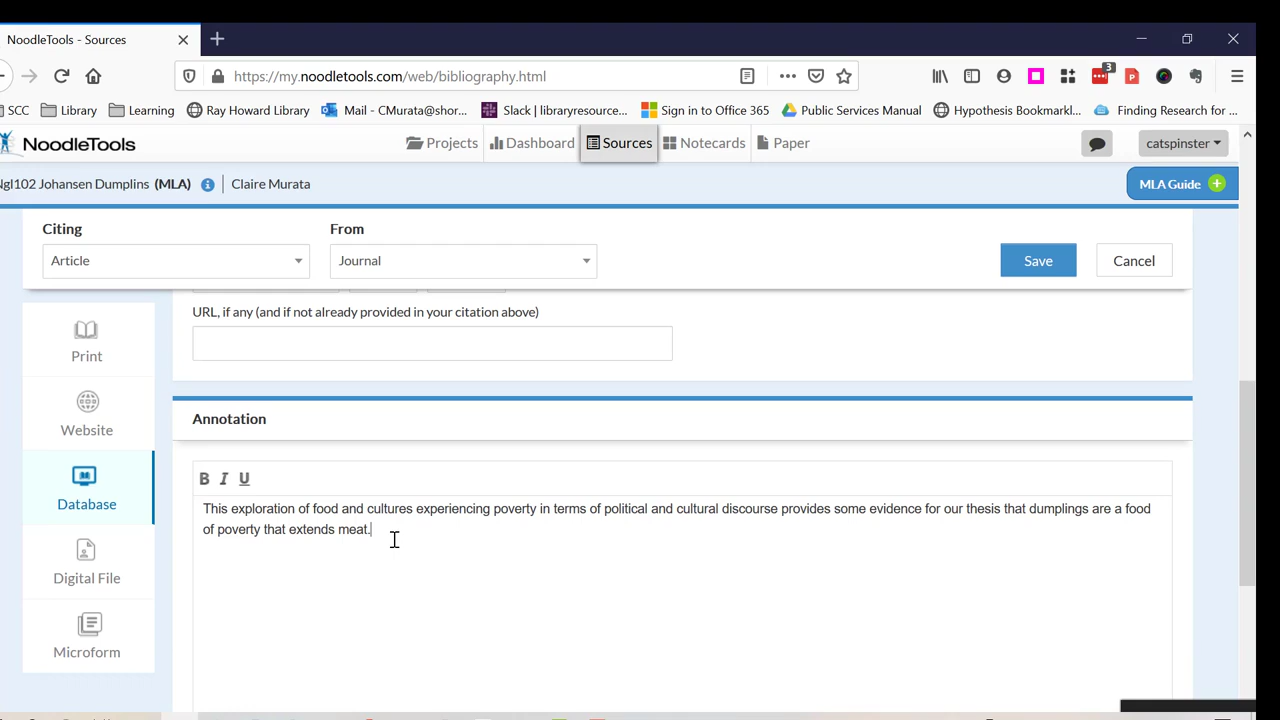 NoodleTools - Sources
https://my.noodletools.com/web/bibliography.html
3
SCC Library Learning Ray Howard Library Mail - CMurata@shor... Slack | libraryresource... Sign in to Office 365 Public Services Manual Hypothesis Bookmarkl... Finding Research for ...
NoodleTools Projects Dashboard Sources Notecards Paper catspinster
Ngl102 Johansen Dumplins (MLA) Claire Murata MLA Guide
Citing From
Article Journal Save Cancel
URL, if any (and if not already provided in your citation above)
Print
Website
Database
Digital File
Microform
Annotation
B I U
This exploration of food and cultures experiencing poverty in terms of political and cultural discourse provides some evidence for our thesis that dumplings are a food
of poverty that extends meat.